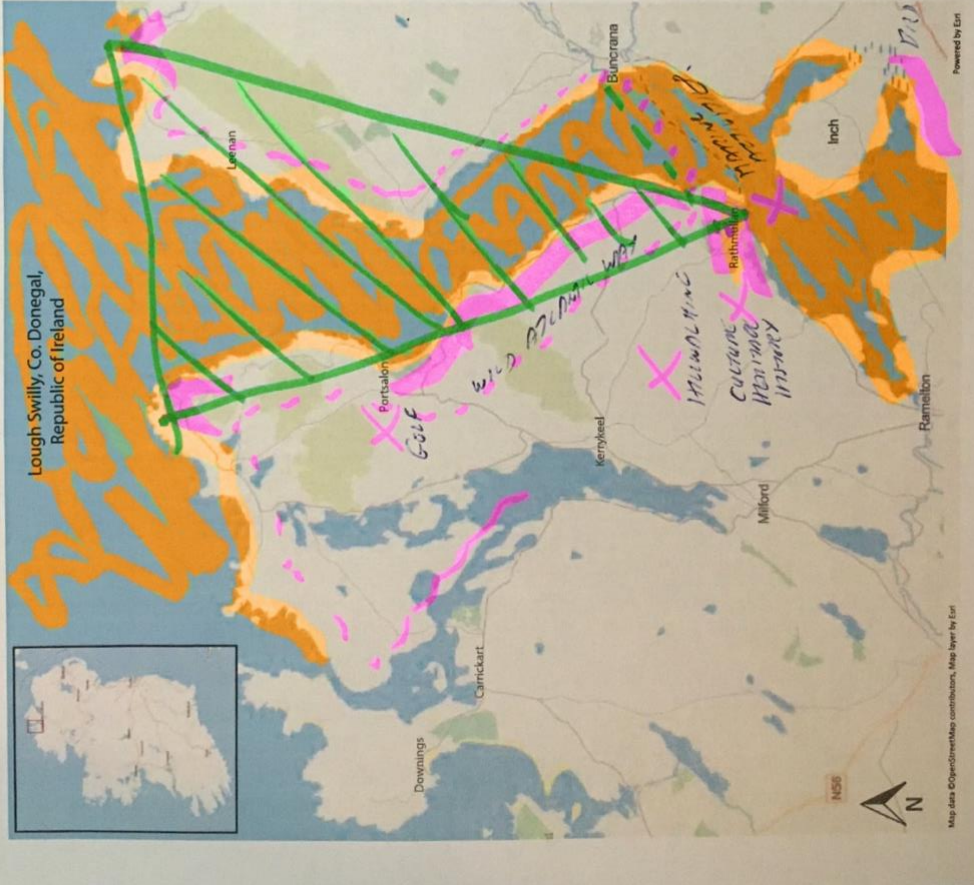 Lough Swilly, Co. Donegal,
Republic of Ireland
Leenan
Buncrana
Inch
Rathmullan
Portsalon
GOLF
WILD ATLANTIC WAY
CULTURE
HERITAGE
HISTORY
Kerrykeel
Milford
Ramelton
Carrickart
Downings
N56
N
Map data ©OpenStreetMap contributors, Map layer by Esri
Powered by Esri